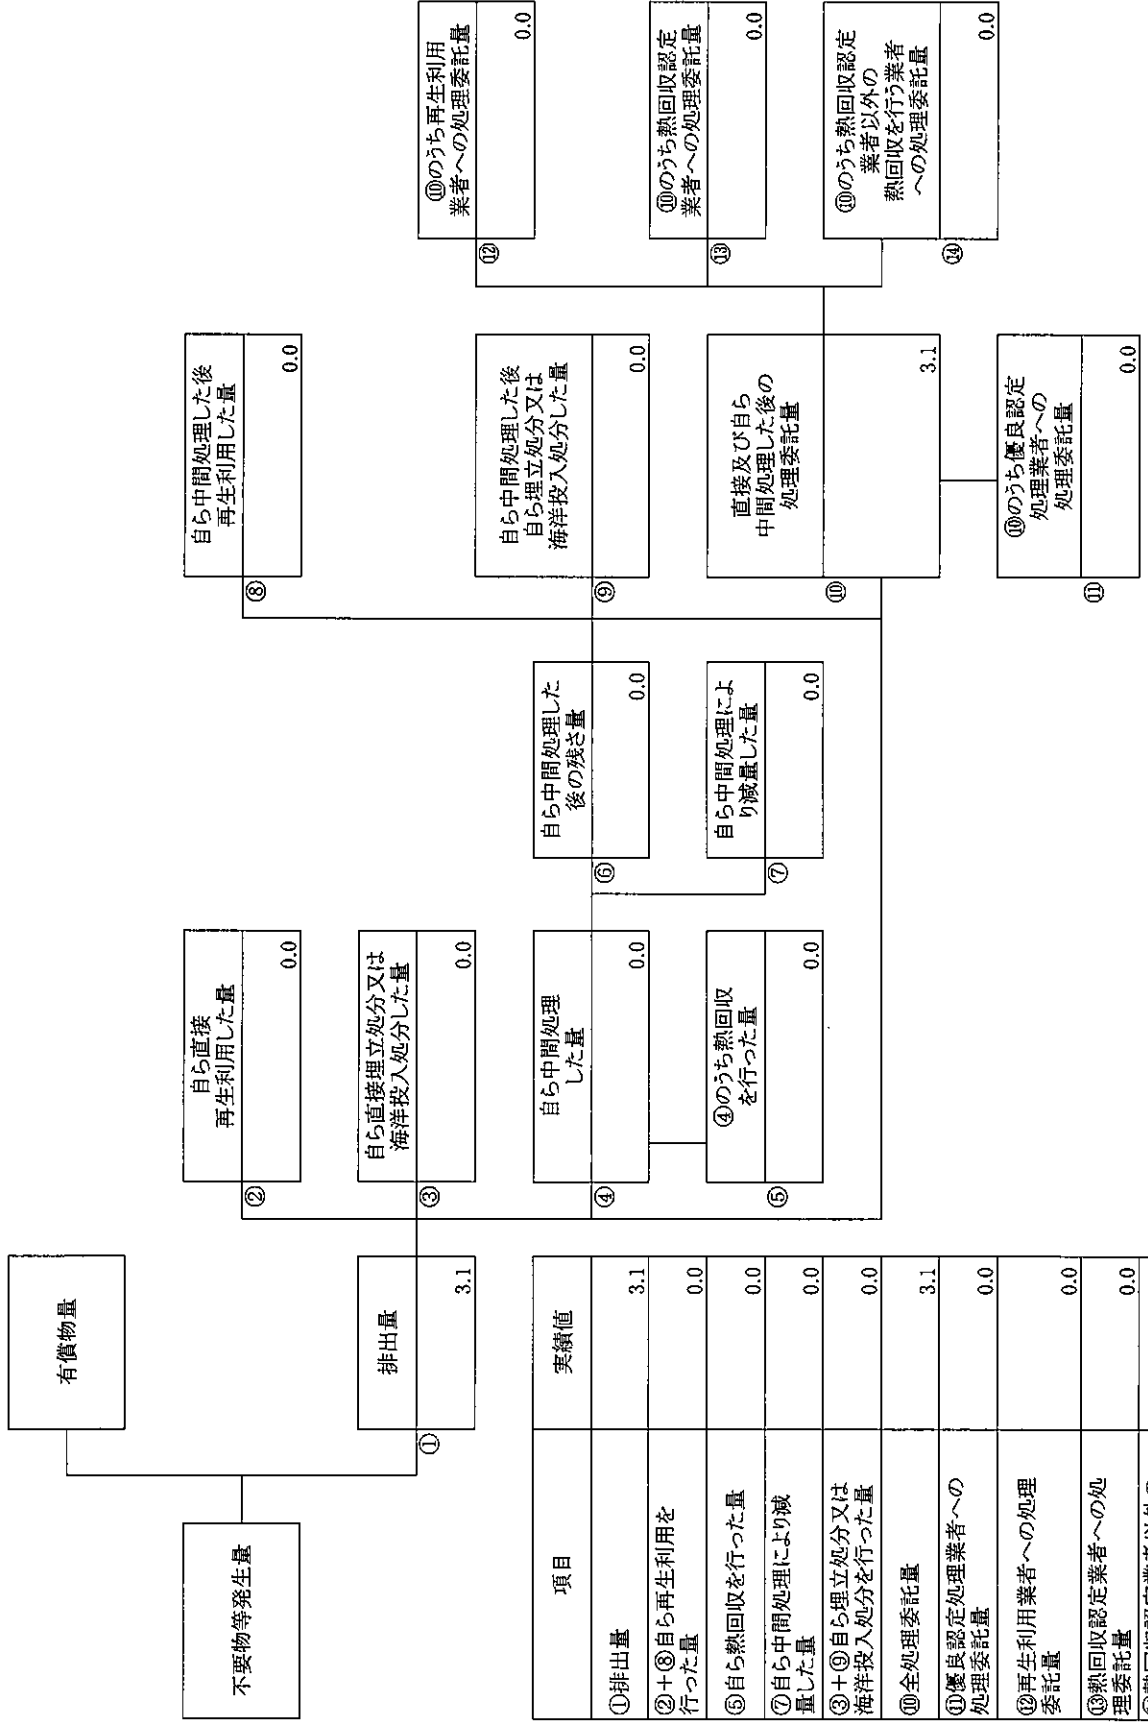 有償物量
不要物等発生量
排出量
①
3.1
自ら直接
再生利用した量
②
0.0
自ら直接埋立処分又は
海洋投入処分した量
③
0.0
自ら中間処理
した量
④
0.0
④のうち熱回収
を行った量
⑤
0.0
自ら中間処理した
後の残さ量
⑥
0.0
自ら中間処理によ
り減量した量
⑦
0.0
自ら中間処理した後
再生利用した量
⑧
0.0
自ら中間処理した後
自ら埋立処分又は
海洋投入処分した量
⑨
0.0
直接及び自ら
中間処理した後の
処理委託量
⑩
3.1
⑩のうち優良認定
処理業者への
処理委託量
⑪
0.0
⑩のうち再生利用
業者への処理委託量
⑫
0.0
⑩のうち熱回収認定
業者への処理委託量
⑬
0.0
⑩のうち熱回収認定
業者以外の
熱回収を行う業者
への処理委託量
⑭
0.0
項目 実績値
①排出量 3.1
②+⑧自ら再生利用を
行った量 0.0
⑤自ら熱回収を行った量 0.0
⑦自ら中間処理により減
量した量 0.0
③+⑨自ら埋立処分又は
海洋投入処分を行った量 0.0
⑩全処理委託量 3.1
⑪優良認定処理業者への
処理委託量 0.0
⑫再生利用業者への処理
委託量 0.0
⑬熱回収認定業者への処
理委託量 0.0